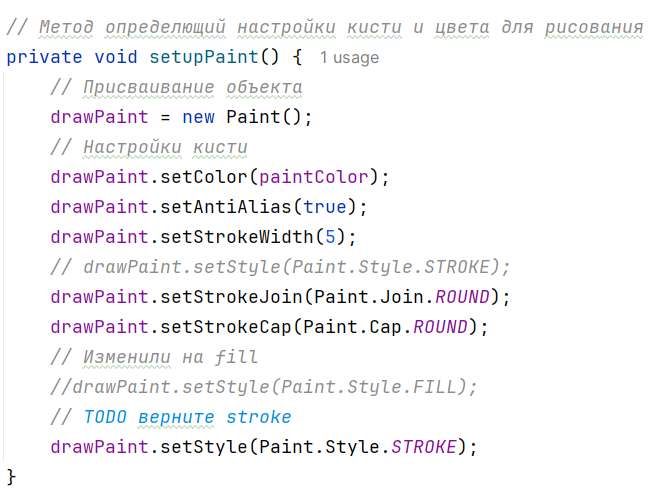 // Метод определющий настройки кисти и цвета для рисования
private void setupPaint() { 1 usage
// Присваивание объекта
drawPaint = new Paint();
// Настройки кисти
drawPaint.setColor(paintColor);
drawPaint.setAntiAlias(true);
drawPaint.setStrokeWidth(5);
// drawPaint.setStyle(Paint.Style.STROKE);
drawPaint.setStrokeJoin(Paint.Join.ROUND);
drawPaint.setStrokeCap(Paint.Cap.ROUND);
// Изменили на fill
//drawPaint.setStyle(Paint.Style.FILL);
// TODO верните stroke
drawPaint.setStyle(Paint.Style.STROKE);
}